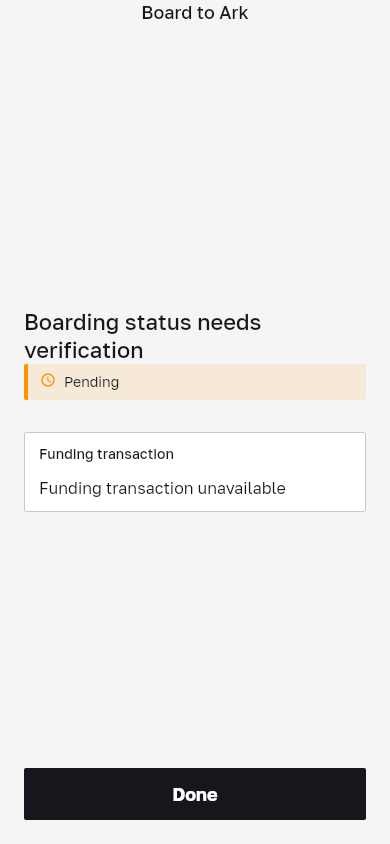 Board to Ark
Boarding status needs
verification
Pending
Funding transaction
Funding transaction unavailable
Done